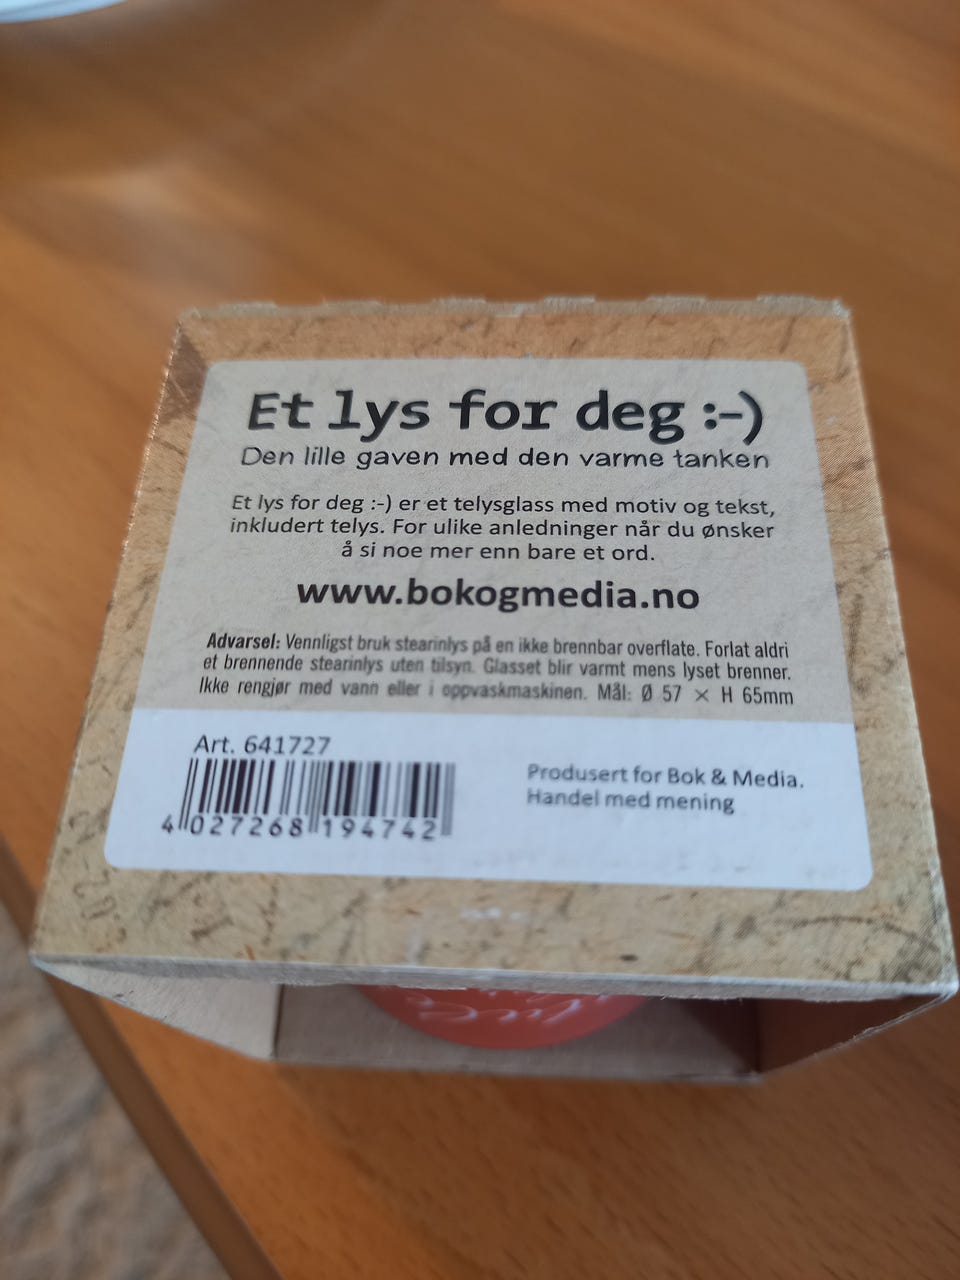 Et lys for deg :-)
Den lille gaven med den varme tanken
Et lys for deg :-) er et telysglass med motiv og tekst,
inkludert telys. For ulike anledninger når du ønsker
å si noe mer enn bare et ord.
www.bokogmedia.no
Advarsel: Vennligst bruk stearinlys på en ikke brennbar overflate. Forlat aldri
et brennende stearinlys uten tilsyn. Glasset blir varmt mens lyset brenner.
Ikke rengjør med vann eller i oppvaskmaskinen. Mål: Ø 57 × H 65mm
Art. 641727
4 027268 194742
Produsert for Bok & Media.
Handel med mening